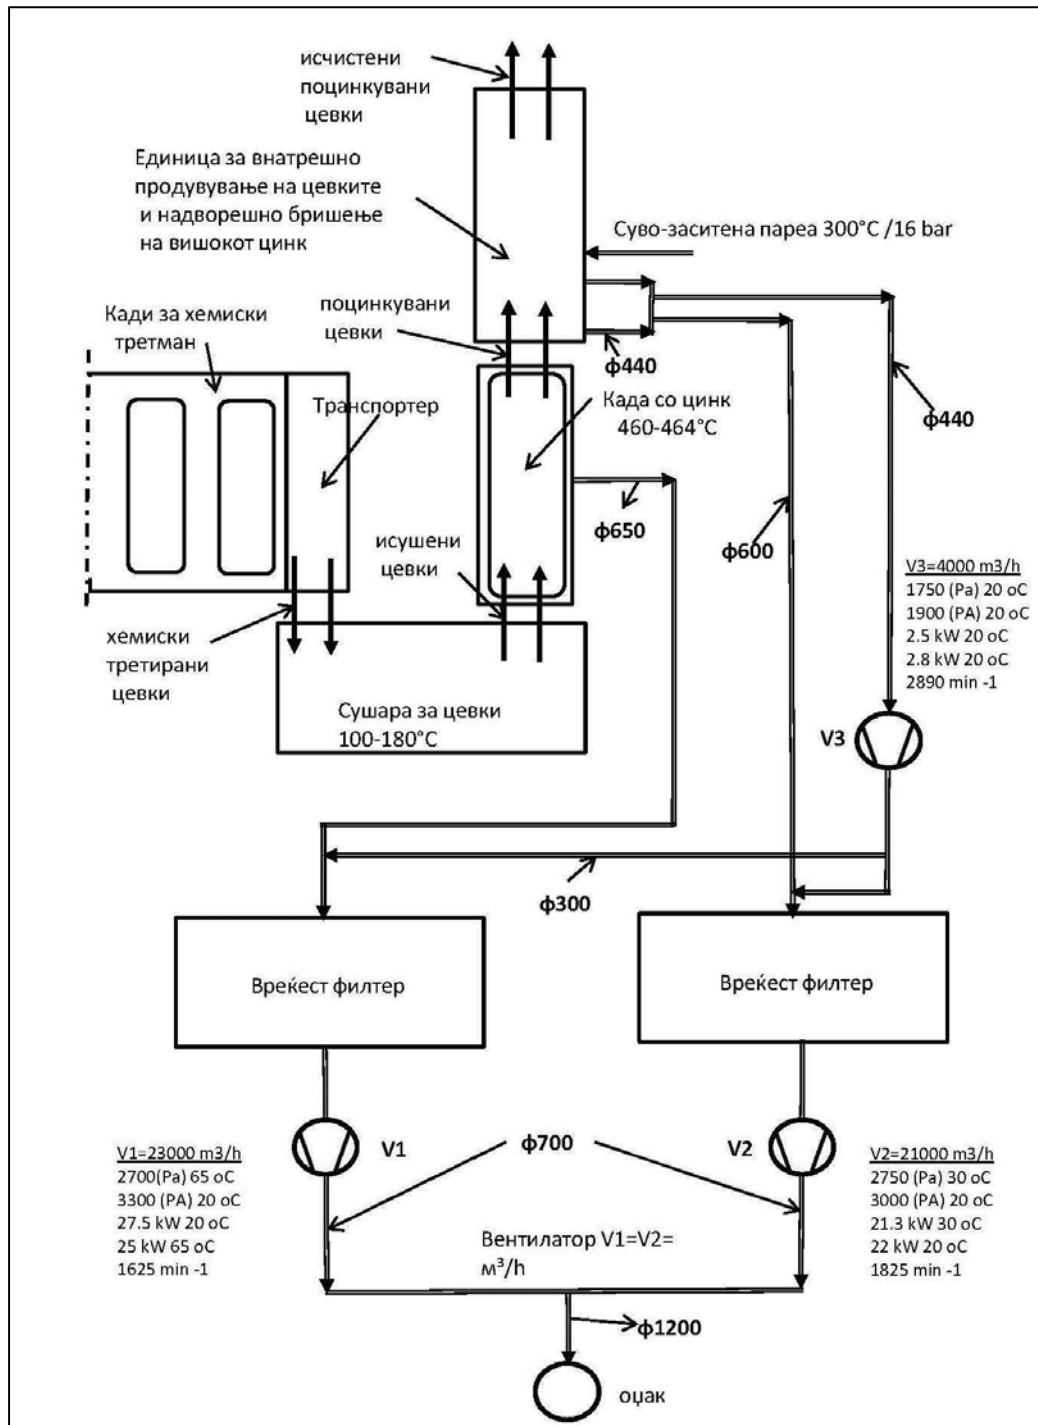 исчистени
поцинкувани
цевки
Единица за внатрешно
продувување на цевките
и надворешно бришење
на вишокот цинк
Суво-заситена пареа 300°C /16 bar
поцинкувани
цевки
Кади за хемиски
третман
ф440
Транспортер
Када со цинк
460-464°C
ф440
ф650
ф600
исушени
цевки
V3=4000 m3/h
1750 (Pa) 20 oC
1900 (PA) 20 oC
2.5 kW 20 oC
2.8 kW 20 oC
2890 min -1
хемиски
третирани
цевки
Сушара за цевки
100-180°C
V3
ф300
Врeќест филтер
Врeќест филтер
V1=23000 m3/h
2700(Pa) 65 oC
3300 (PA) 20 oC
27.5 kW 20 oC
25 kW 65 oC
1625 min -1
V1
ф700
V2
V2=21000 m3/h
2750 (Pa) 30 oC
3000 (PA) 20 oC
21.3 kW 30 oC
22 kW 20 oC
1825 min -1
Вентилатор V1=V2=
м³/h
ф1200
оџак